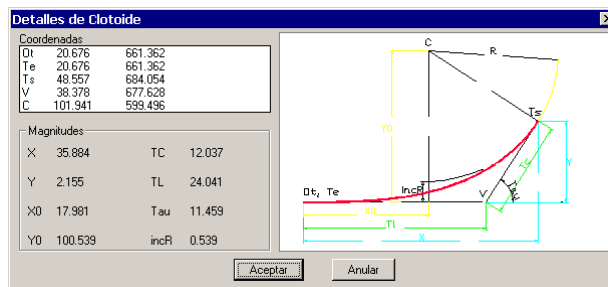 Detalles de Clotoide
Coordenadas
Ot 20.676 661.362
Te 20.676 661.362
Ts 48.557 684.054
V 38.378 677.628
C 101.941 599.496
Magnitudes
X 35.884 TC 12.037
Y 2.155 TL 24.041
X0 17.981 Tau 11.459
Y0 100.539 incR 0.539
C
R
Ts
Y0
Tc
Y
IncR
Ot, Te
V
Tau
X0
Tl
X
Aceptar Anular